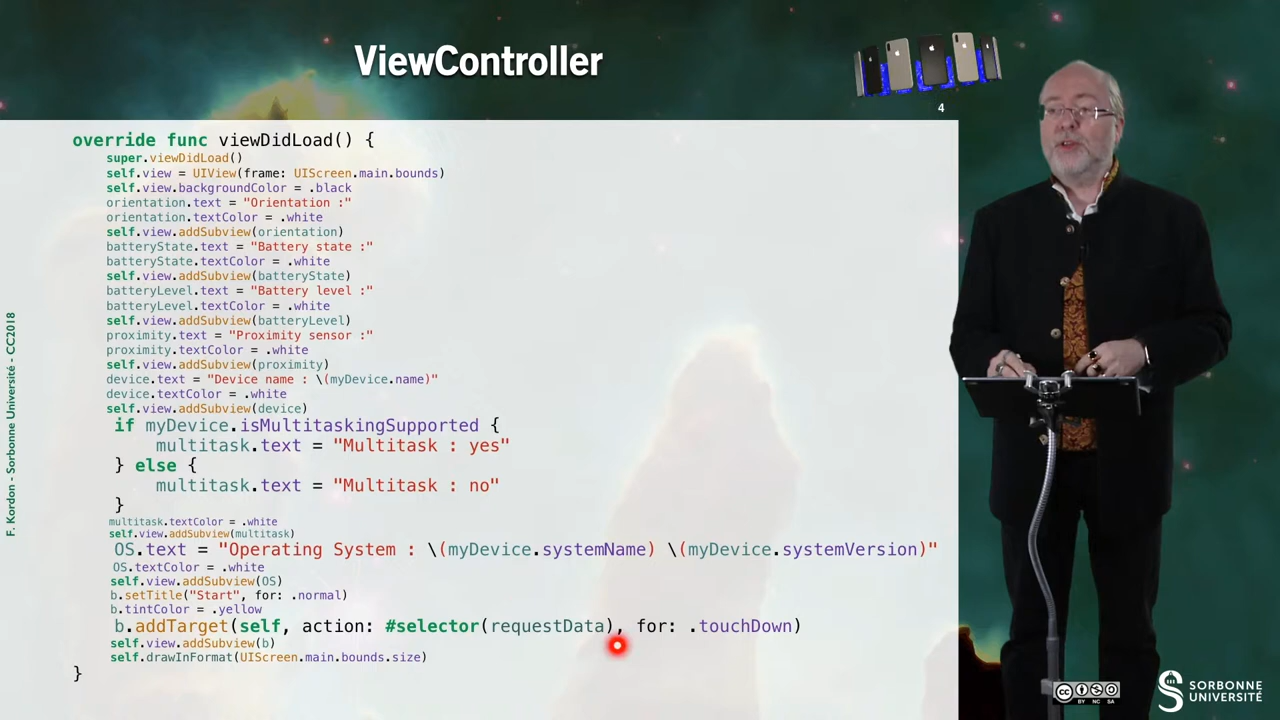 ViewController
4
override func viewDidLoad() {
super.viewDidLoad()
self.view = UIView(frame: UIScreen.main.bounds)
self.view.backgroundColor = .black
orientation.text = "Orientation :"
orientation.textColor = .white
self.view.addSubview(orientation)
batteryState.text = "Battery state :"
batteryState.textColor = .white
self.view.addSubview(batteryState)
batteryLevel.text = "Battery level :"
batteryLevel.textColor = .white
self.view.addSubview(batteryLevel)
proximity.text = "Proximity sensor :"
proximity.textColor = .white
self.view.addSubview(proximity)
device.text = "Device name : \(myDevice.name)"
device.textColor = .white
self.view.addSubview(device)
if myDevice.isMultitaskingSupported {
multitask.text = "Multitask : yes"
} else {
multitask.text = "Multitask : no"
}
multitask.textColor = .white
self.view.addSubview(multitask)
OS.text = "Operating System : \(myDevice.systemName) \(myDevice.systemVersion)"
OS.textColor = .white
self.view.addSubview(OS)
b.setTitle("Start", for: .normal)
b.tintColor = .yellow
b.addTarget(self, action: #selector(requestData), for: .touchDown)
self.view.addSubview(b)
self.drawInFormat(UIScreen.main.bounds.size)
}
F. Kordon - Sorbonne Université - CC2018
cc
BY NC SA
SORBONNE
UNIVERSITÉ